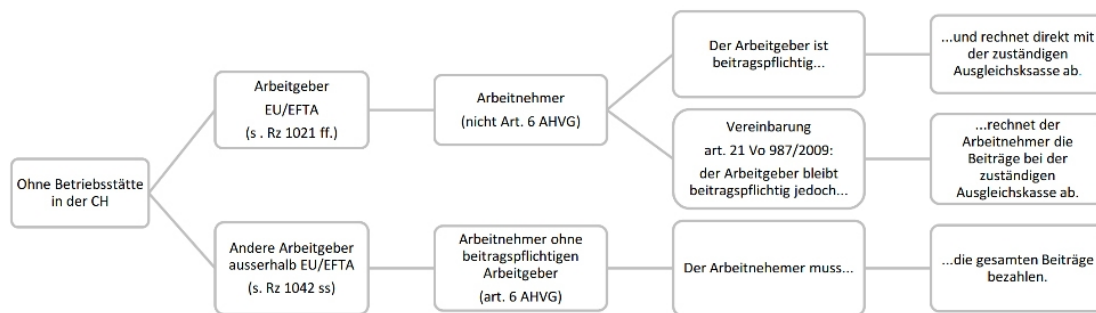 Ohne Betriebsstätte
in der CH
Arbeitgeber
EU/EFTA
(s . Rz 1021 ff.)
Arbeitnehmer
(nicht Art. 6 AHVG)
Der Arbeitgeber ist
beitragspflichtig...
...und rechnet direkt mit
der zuständigen
Ausgleichsksasse ab.
Vereinbarung
art. 21 Vo 987/2009:
der Arbeitgeber bleibt
beitragspflichtig jedoch...
...rechnet der
Arbeitnehmer die
Beiträge bei der
zuständigen
Ausgleichskasse ab.
Andere Arbeitgeber
ausserhalb EU/EFTA
(s. Rz 1042 ss)
Arbeitnehmer ohne
beitragspflichtigen
Arbeitgeber
(art. 6 AHVG)
Der Arbeitnehemer muss...
...die gesamten Beiträge
bezahlen.